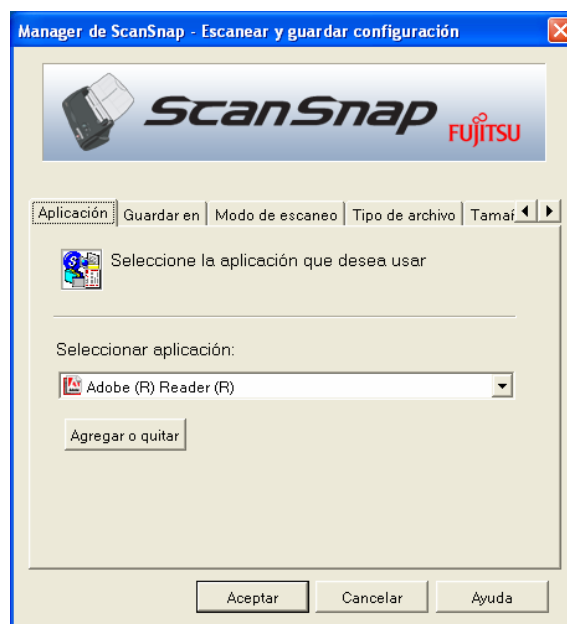 Manager de ScanSnap - Escanear y guardar configuración
ScanSnap FUJITSU
Aplicación Guardar en Modo de escaneo Tipo de archivo
Seleccione la aplicación que desea usar
Seleccionar aplicación:
Adobe (R) Reader (R)
Agregar o quitar
Aceptar Cancelar Ayuda